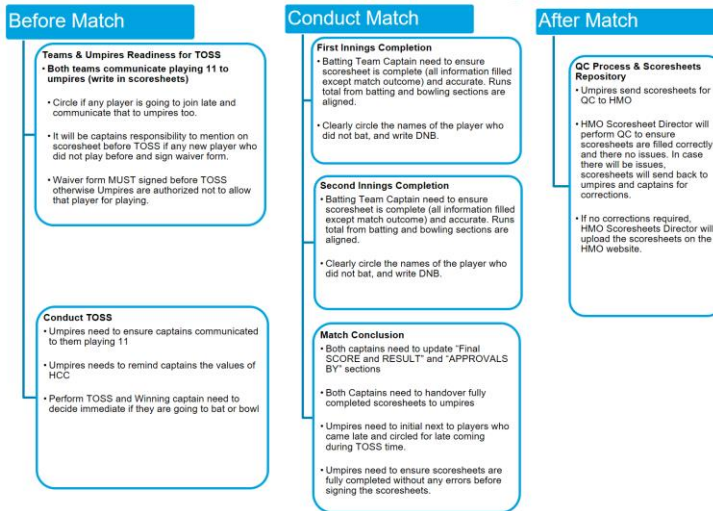 Before Match
Teams & Umpires Readiness for TOSS
• Both teams communicate playing 11 to
umpires (write in scoresheets)
• Circle if any player is going to join late and
communicate that to umpires too.
• It will be captains responsibility to mention on
scoresheet before TOSS if any new player who
did not play before and sign waiver form.
• Waiver form MUST signed before TOSS
otherwise Umpires are authorized not to allow
that player for playing.
Conduct TOSS
• Umpires need to ensure captains communicated
to them playing 11
• Umpires needs to remind captains the values of
HCC
• Perform TOSS and Winning captain need to
decide immediate if they are going to bat or bowl
Conduct Match
First Innings Completion
• Batting Team Captain need to ensure
scoresheet is complete (all information filled
except match outcome) and accurate. Runs
total from batting and bowling sections are
aligned.
• Clearly circle the names of the player who
did not bat, and write DNB.
Second Innings Completion
• Batting Team Captain need to ensure
scoresheet is complete (all information filled
except match outcome) and accurate. Runs
total from batting and bowling sections are
aligned.
• Clearly circle the names of the player who
did not bat, and write DNB.
Match Conclusion
• Both captains need to update "Final
SCORE and RESULT" and "APPROVALS
BY" sections
• Both Captains need to handover fully
completed scoresheets to umpires
• Umpires need to initial next to players who
came late and circled for late coming
during TOSS time.
• Umpires need to ensure scoresheets are
fully completed without any errors before
signing the scoresheets.
After Match
QC Process & Scoresheets
Repository
• Umpires send scoresheets for
QC to HMO
• HMO Scoresheet Director will
perform QC to ensure
scoresheets are filled correctly
and there no issues. In case
there will be issues,
scoresheets will send back to
umpires and captains for
corrections.
• If no corrections required,
HMO Scoresheets Director will
upload the scoresheets on the
HMO website.